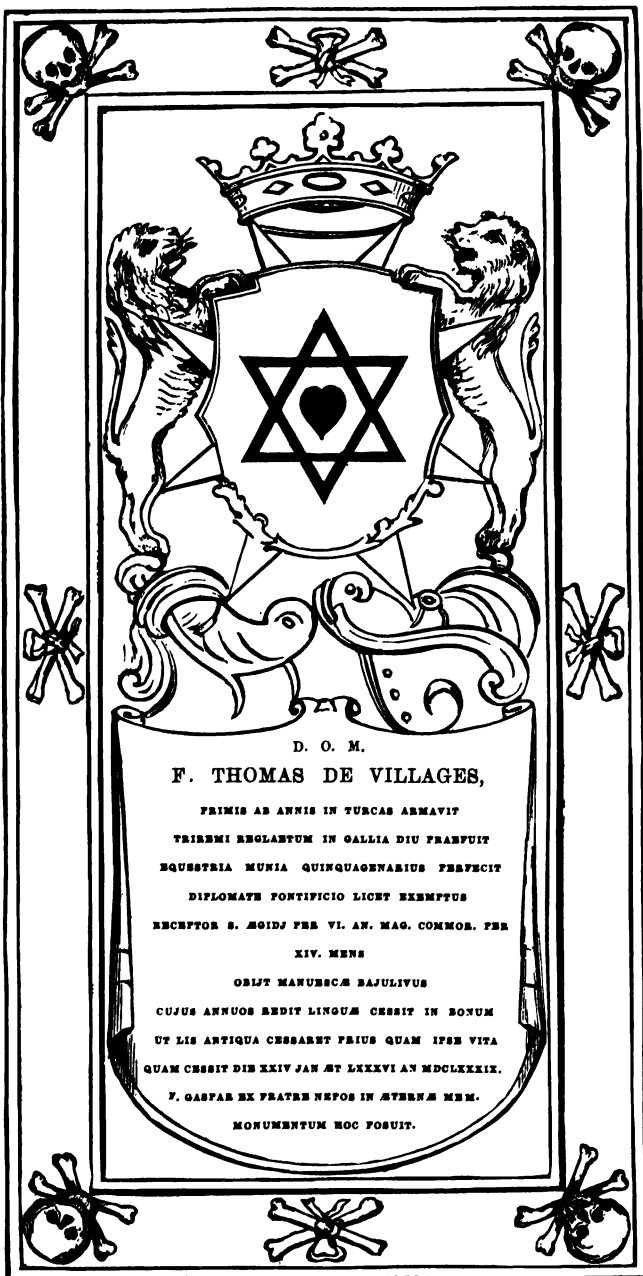 D. O. M.
F. THOMAS DE VILLAGES,
PRIMIS AB ANNIS IN TURCAS ARMAVIT
TRIREMI REGLAETUM IN GALLIA DIU PRAEFUIT
EQUESTRIA MUNIA QUINQUAGENARIUS PERFECIT
DIPLOMATE PONTIFICIO LICET EXEMPTUS
RECEPTOR S. ÆGIDJ PER VI. AN. MAG. COMMOR. PER
XIV. MENS
OBIJT MANUESCÆ BAJULIVUS
CUJUS ANNUOS REDIT LINGUÆ CESSIT IN BONUM
UT LIS ANTIQUA CESSARET PRIUS QUAM IPSE VITA
QUAM CESSIT DIE XXIV JAN ÆT LXXXVI AN MDCLXXXIX.
F. GASPAR EX FRATRE NEPOS IN ÆTERNÆ MEM.
MONUMENTUM HOC POSUIT.